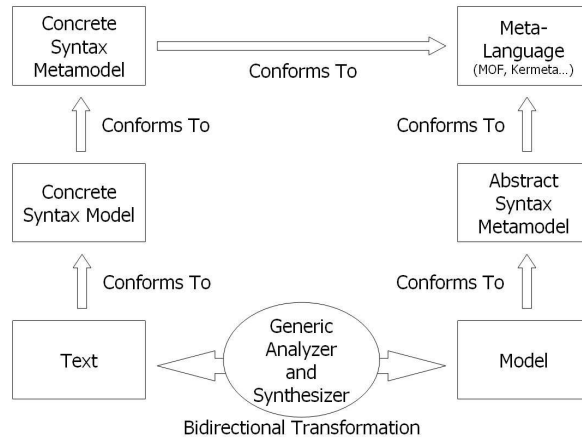 Concrete
Syntax
Metamodel
Conforms To
Meta-
Language
(MOF, Kermeta...)
Conforms To
Conforms To
Concrete
Syntax Model
Abstract
Syntax
Metamodel
Conforms To
Conforms To
Text
Generic
Analyzer
and
Synthesizer
Model
Bidirectional Transformation